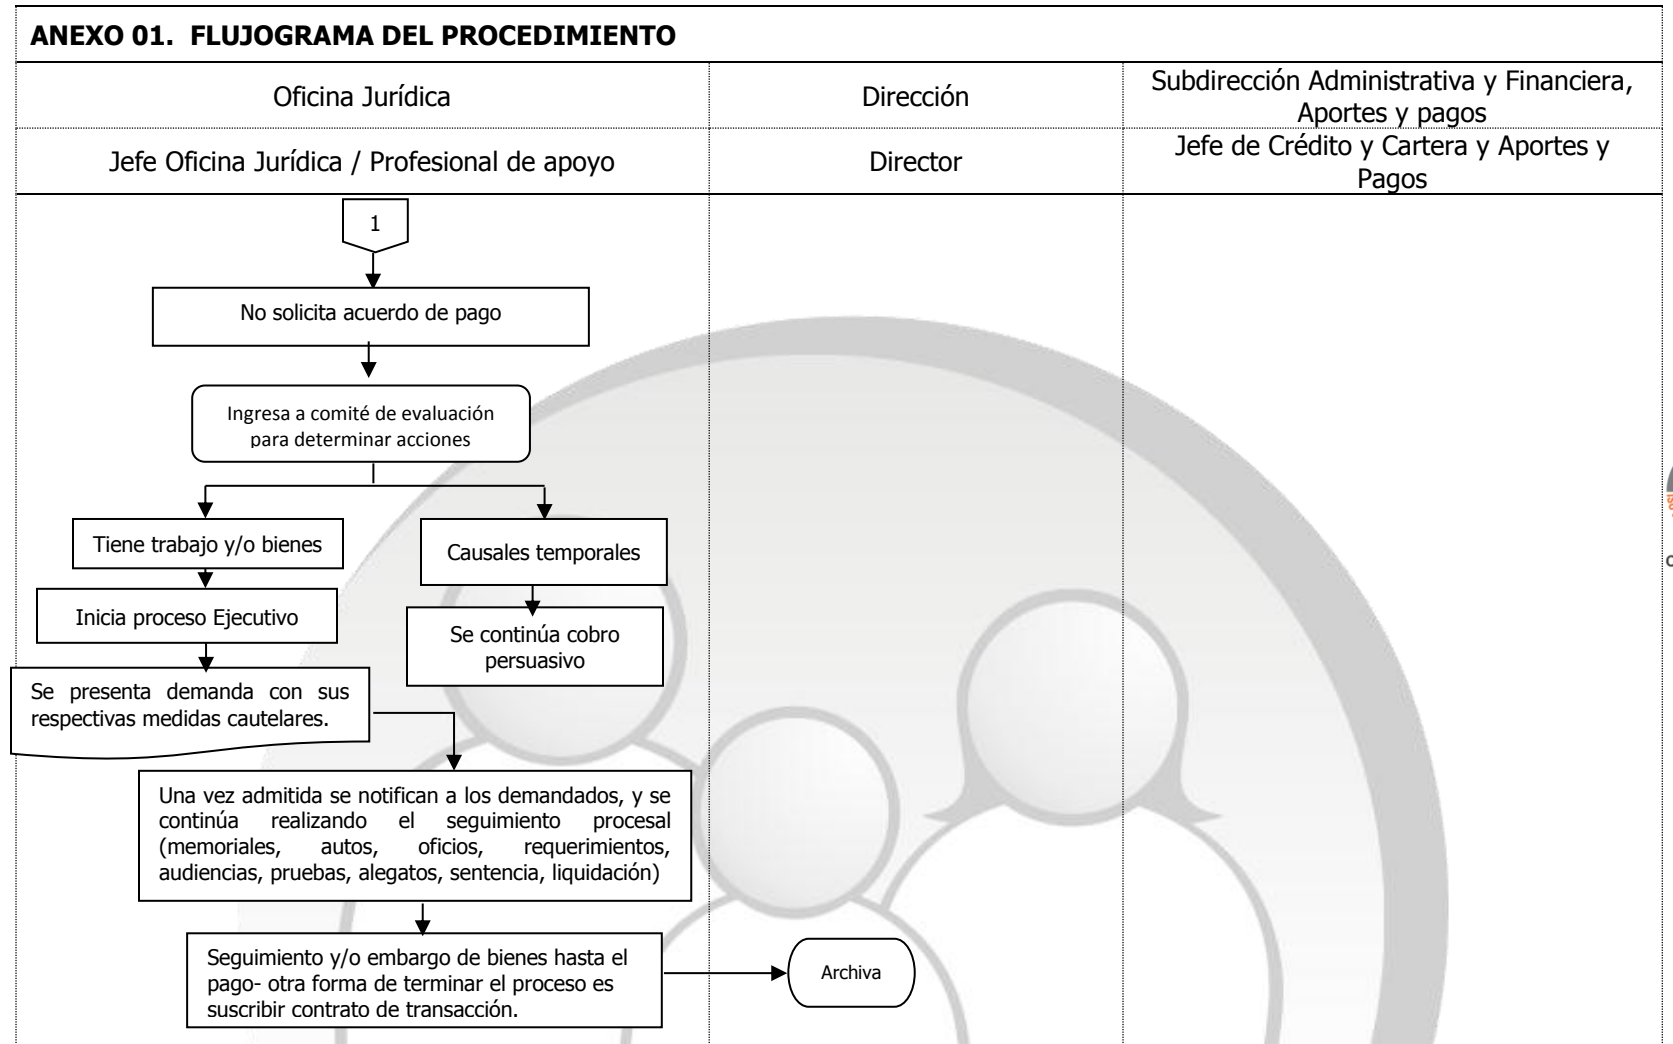 ANEXO 01. FLUJOGRAMA DEL PROCEDIMIENTO
Oficina Jurídica
Dirección
Subdirección Administrativa y Financiera,
Aportes y pagos
Jefe Oficina Jurídica / Profesional de apoyo
Director
Jefe de Crédito y Cartera y Aportes y
Pagos
1
No solicita acuerdo de pago
Ingresa a comité de evaluación
para determinar acciones
Tiene trabajo y/o bienes
Causales temporales
Inicia proceso Ejecutivo
Se continúa cobro
persuasivo
Se presenta demanda con sus
respectivas medidas cautelares.
Una vez admitida se notifican a los demandados, y se
continúa realizando el seguimiento procesal
(memoriales, autos, oficios, requerimientos,
audiencias, pruebas, alegatos, sentencia, liquidación)
Seguimiento y/o embargo de bienes hasta el
pago- otra forma de terminar el proceso es
suscribir contrato de transacción.
Archiva